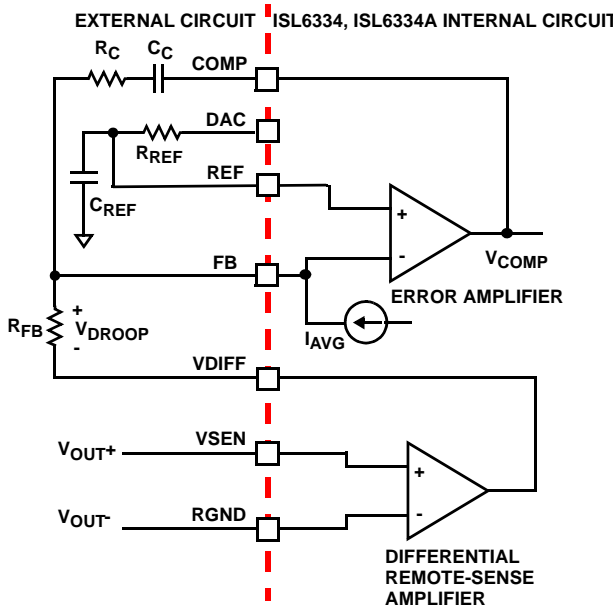 EXTERNAL CIRCUIT
ISL6334, ISL6334A INTERNAL CIRCUIT
RC
CC
COMP
DAC
RREF
REF
CREF
+
-
VCOMP
FB
ERROR AMPLIFIER
RFB
+
VDROOP
-
IAVG
VDIFF
VOUT+
VSEN
+
VOUT-
RGND
-
DIFFERENTIAL
REMOTE-SENSE
AMPLIFIER